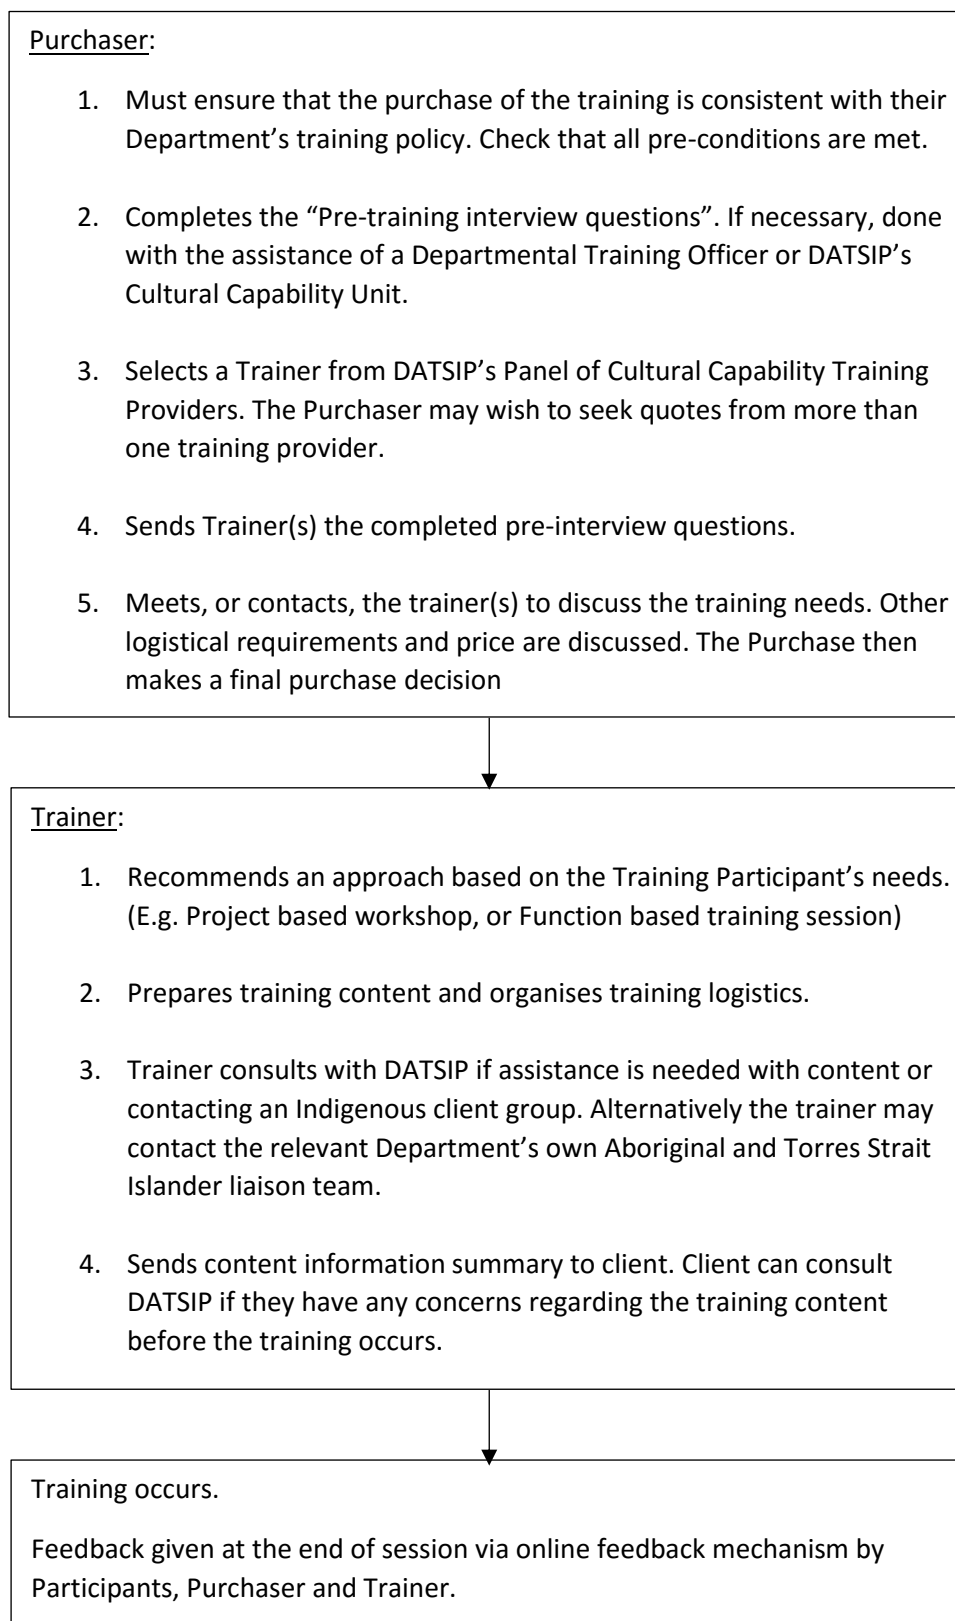 Purchaser:
1. Must ensure that the purchase of the training is consistent with their
Department’s training policy. Check that all pre-conditions are met.
2. Completes the “Pre-training interview questions”. If necessary, done
with the assistance of a Departmental Training Officer or DATSIP’s
Cultural Capability Unit.
3. Selects a Trainer from DATSIP’s Panel of Cultural Capability Training
Providers. The Purchaser may wish to seek quotes from more than
one training provider.
4. Sends Trainer(s) the completed pre-interview questions.
5. Meets, or contacts, the trainer(s) to discuss the training needs. Other
logistical requirements and price are discussed. The Purchase then
makes a final purchase decision
Trainer:
1. Recommends an approach based on the Training Participant’s needs.
(E.g. Project based workshop, or Function based training session)
2. Prepares training content and organises training logistics.
3. Trainer consults with DATSIP if assistance is needed with content or
contacting an Indigenous client group. Alternatively the trainer may
contact the relevant Department’s own Aboriginal and Torres Strait
Islander liaison team.
4. Sends content information summary to client. Client can consult
DATSIP if they have any concerns regarding the training content
before the training occurs.
Training occurs.
Feedback given at the end of session via online feedback mechanism by
Participants, Purchaser and Trainer.